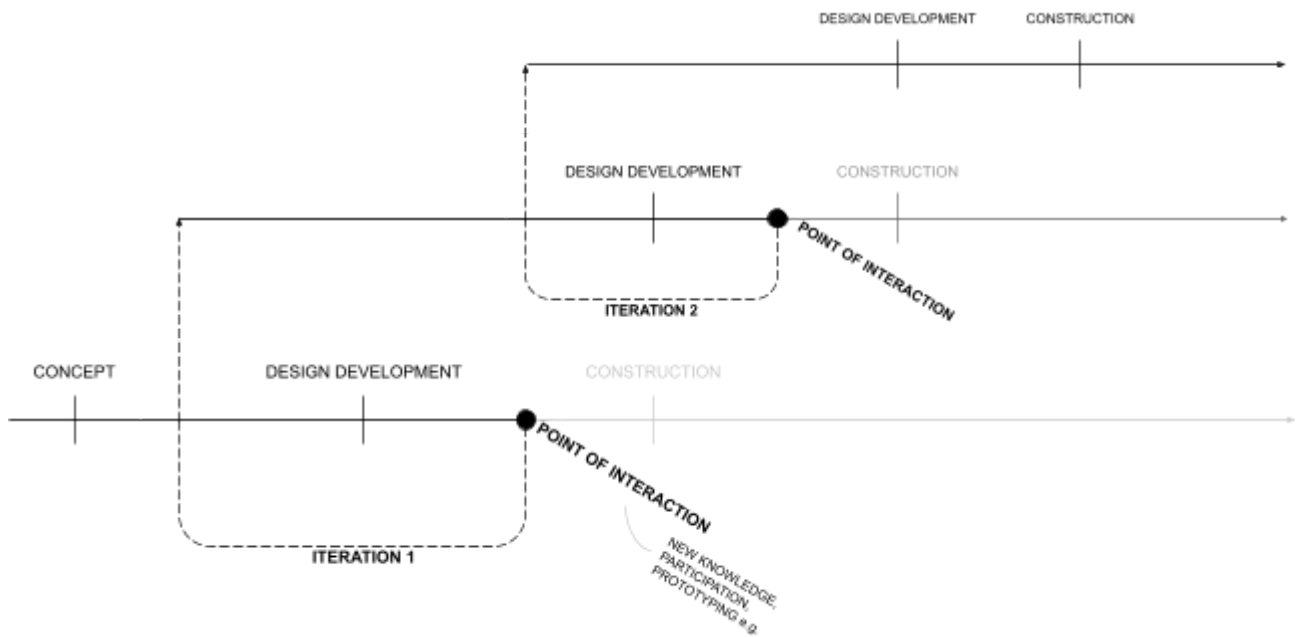 DESIGN DEVELOPMENT
CONSTRUCTION
DESIGN DEVELOPMENT
CONSTRUCTION
POINT OF INTERACTION
ITERATION 2
CONCEPT
DESIGN DEVELOPMENT
CONSTRUCTION
POINT OF INTERACTION
ITERATION 1
NEW KNOWLEDGE,
PARTICIPATION,
PROTOTYPING e.g.